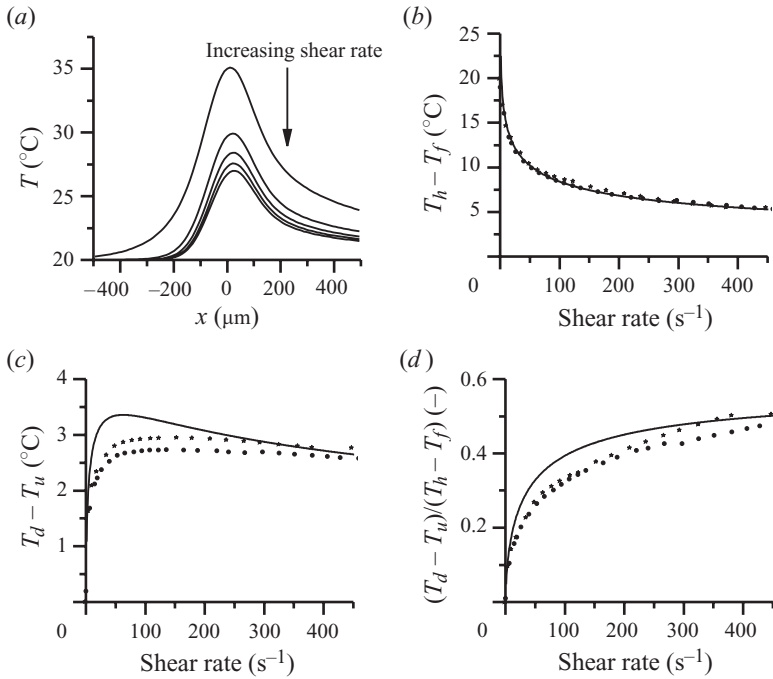 (a)
Increasing shear rate
35
30
25
20
T (°C)
−400 −200 0 200 400
x (μm)
(b)
25
20
15
10
5
T_h − T_f (°C)
0 100 200 300 400
Shear rate (s⁻¹)
(c)
4
3
2
1
T_d − T_u (°C)
0 100 200 300 400
Shear rate (s⁻¹)
(d)
0.6
0.4
0.2
(T_d − T_u)/(T_h − T_f) (−)
0 100 200 300 400
Shear rate (s⁻¹)